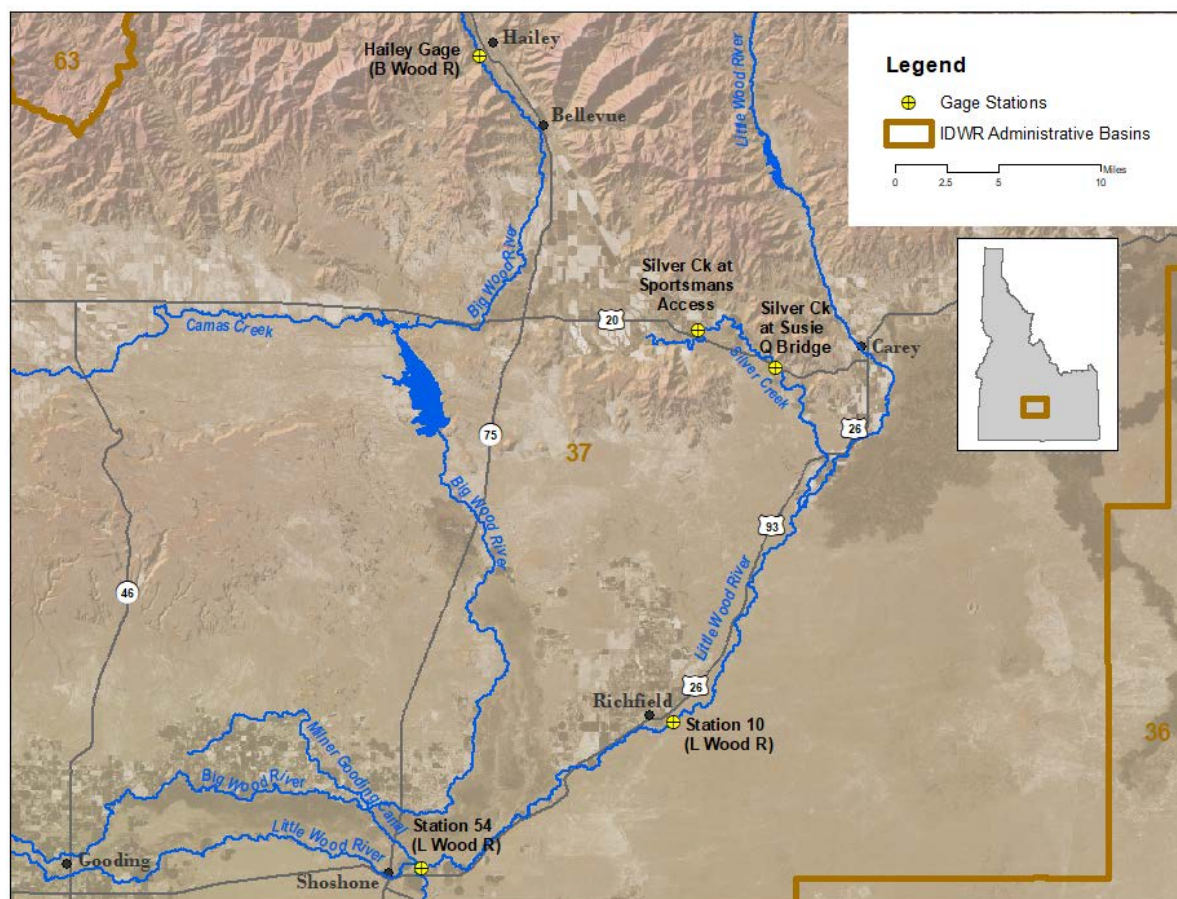 63
Hailey Gage
(B Wood R)
Hailey
Bellevue
Little Wood River
Legend
Gage Stations
IDWR Administrative Basins
0
2.5
5
10
Miles
Big Wood River
Camas Creek
20
Silver Ck at
Sportsmans
Access
Silver Ck
at Susie
Q Bridge
Silver Creek
Carey
26
75
37
Big Wood River
93
46
Little Wood River
26
Richfield
Station 10
(L Wood R)
36
Milner Gooding Canal
Big Wood River
Little Wood River
Station 54
(L Wood R)
Gooding
Shoshone